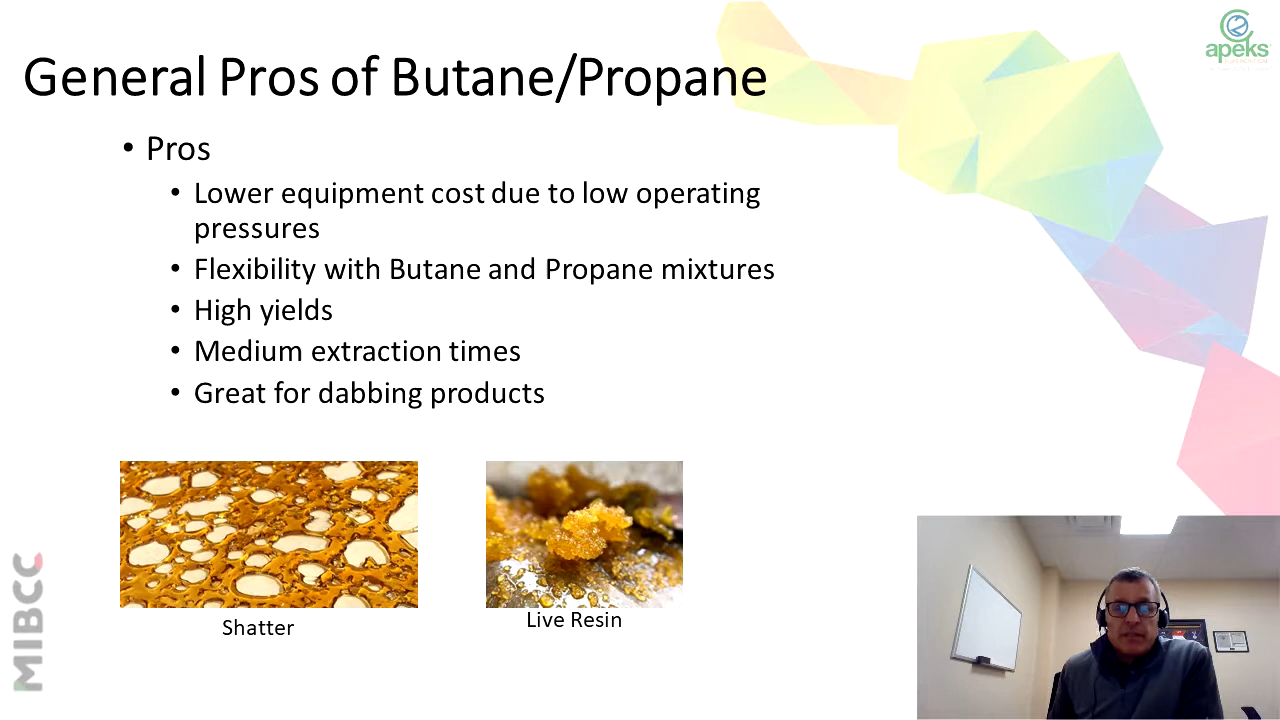 apeks
General Pros of Butane/Propane
• Pros
• Lower equipment cost due to low operating
pressures
• Flexibility with Butane and Propane mixtures
• High yields
• Medium extraction times
• Great for dabbing products
Shatter
Live Resin
MIBCC